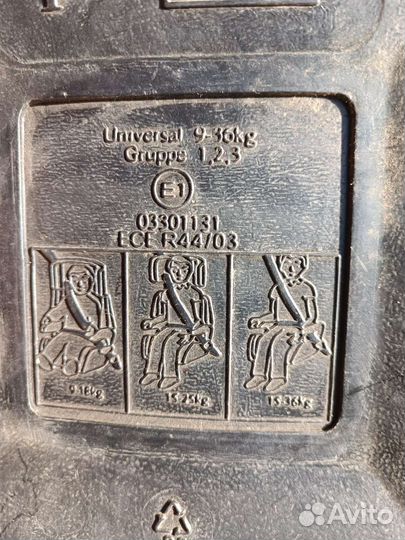 Universal 9-36kg
Gruppe 1,2,3
E1
03301131
ECE R44/03
9-18kg
15-25kg
15-36kg
Avito